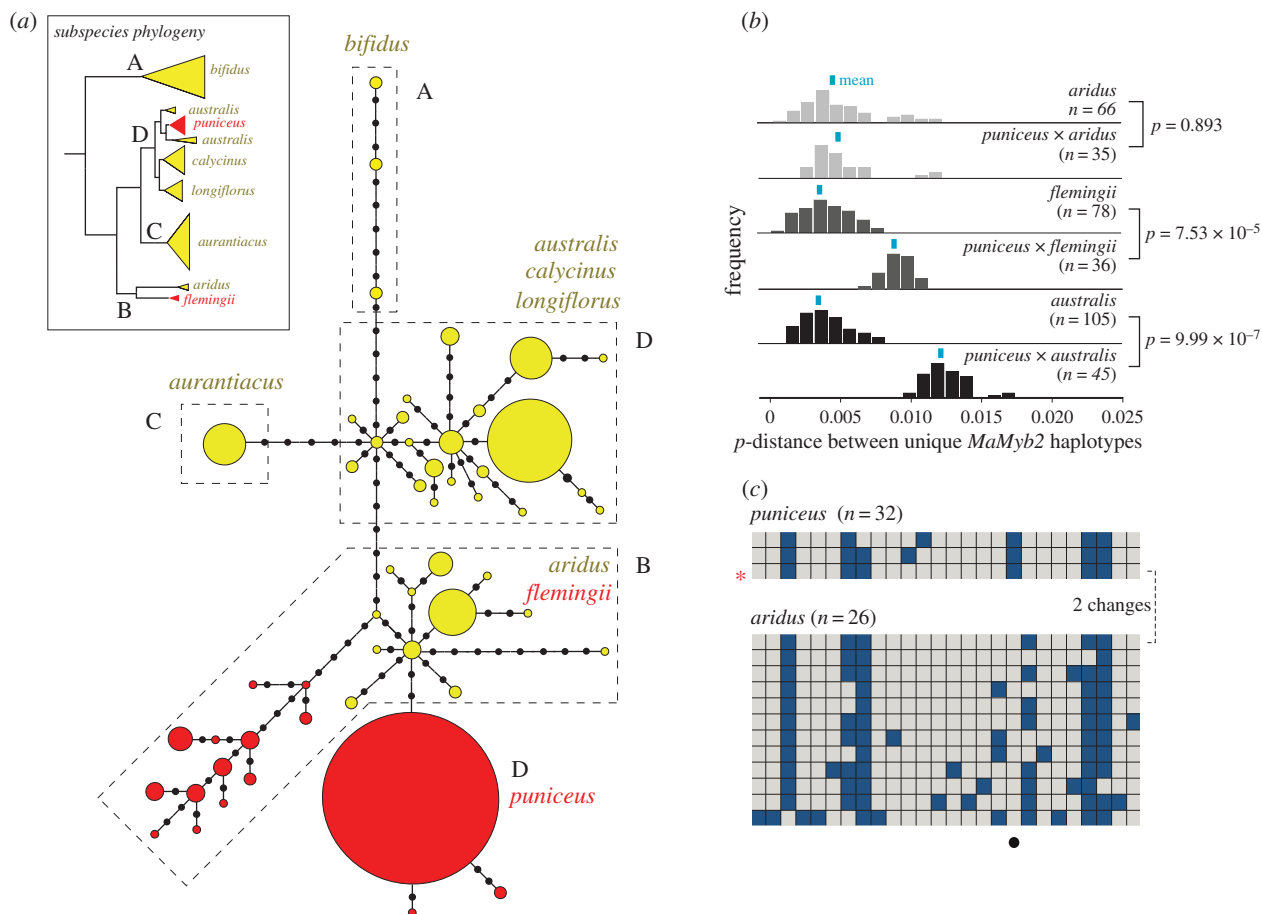 (a)
subspecies phylogeny
A
bifidus
australis
D
puniceus
australis
calycinus
longiflorus
C
aurantiacus
aridus
B
flemingii
bifidus
A
australis
calycinus
longiflorus
D
aurantiacus
C
B
aridus
flemingii
D
puniceus
(b)
mean
aridus
n = 66
p = 0.893
puniceus × aridus
(n = 35)
flemingii
(n = 78)
p = 7.53 × 10⁻⁵
puniceus × flemingii
(n = 36)
australis
(n = 105)
p = 9.99 × 10⁻⁷
puniceus × australis
(n = 45)
frequency
0 0.005 0.010 0.015 0.020 0.025
p-distance between unique MaMyb2 haplotypes
(c)
puniceus (n = 32)
*
2 changes
aridus (n = 26)